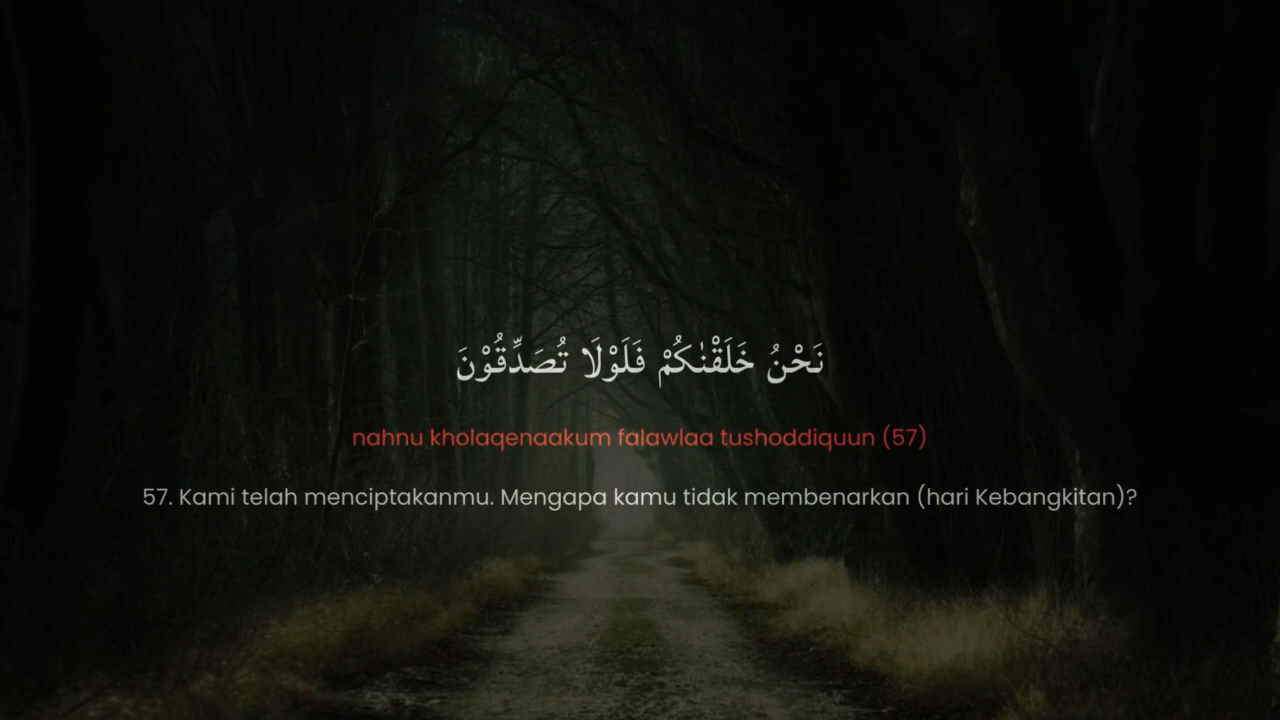 نَحْنُ خَلَقْنٰكُمْ فَلَوْلَا تُصَدِّقُوْنَ
nahnu kholaqenaakum falawlaa tushoddiquun (57)
57. Kami telah menciptakanmu. Mengapa kamu tidak membenarkan (hari Kebangkitan)?